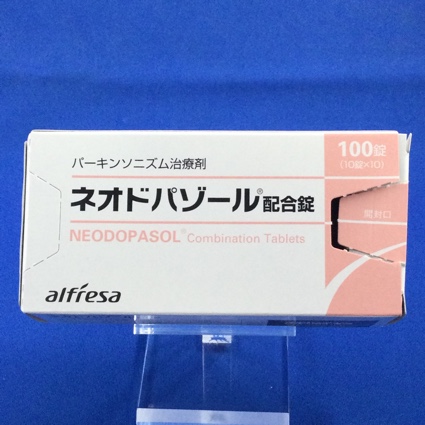 パーキンソニズム治療剤
100錠
(10錠×10)
ネオドパゾール®配合錠
NEODOPASOL® Combination Tablets
開封口
alfresa